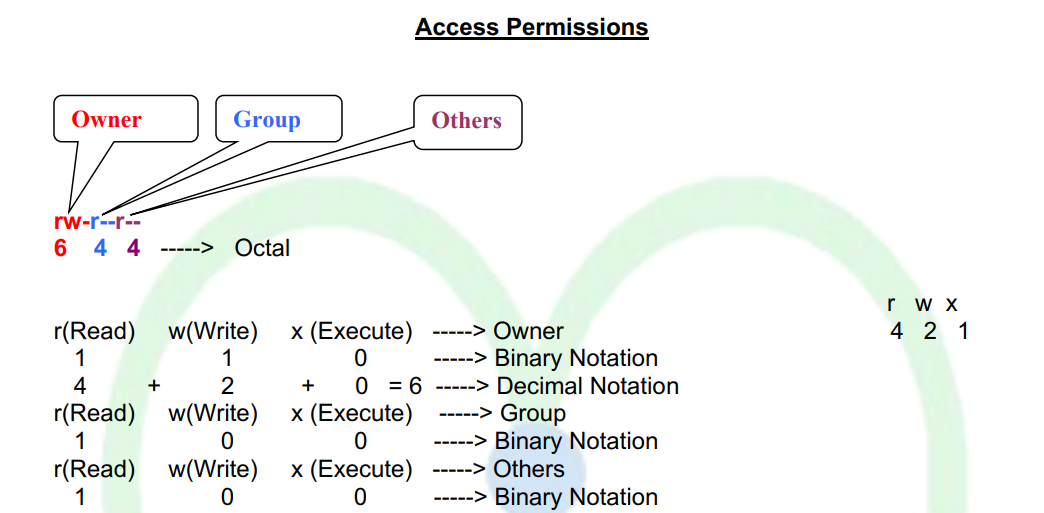 Access Permissions
Owner Group Others
rw-r--r--
6 4 4 -----> Octal
r w x
r(Read) w(Write) x (Execute) -----> Owner 4 2 1
1 1 0 -----> Binary Notation
4 + 2 + 0 = 6 -----> Decimal Notation
r(Read) w(Write) x (Execute) -----> Group
1 0 0 -----> Binary Notation
r(Read) w(Write) x (Execute) -----> Others
1 0 0 -----> Binary Notation